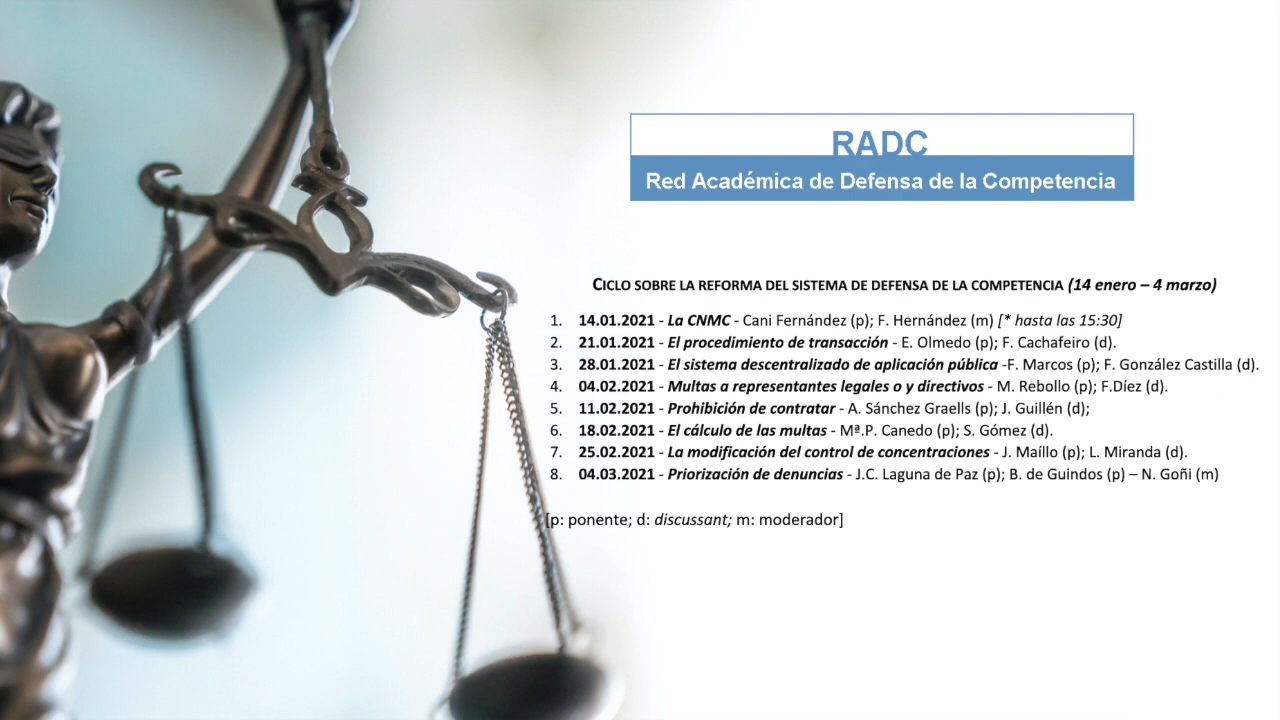 RADC
Red Académica de Defensa de la Competencia
CICLO SOBRE LA REFORMA DEL SISTEMA DE DEFENSA DE LA COMPETENCIA (14 enero – 4 marzo)
1. 14.01.2021 - La CNMC - Cani Fernández (p); F. Hernández (m) [* hasta las 15:30]
2. 21.01.2021 - El procedimiento de transacción - E. Olmedo (p); F. Cachafeiro (d).
3. 28.01.2021 - El sistema descentralizado de aplicación pública -F. Marcos (p); F. González Castilla (d).
4. 04.02.2021 - Multas a representantes legales o y directivos - M. Rebollo (p); F.Díez (d).
5. 11.02.2021 - Prohibición de contratar - A. Sánchez Graells (p); J. Guillén (d);
6. 18.02.2021 - El cálculo de las multas - Mª.P. Canedo (p); S. Gómez (d).
7. 25.02.2021 - La modificación del control de concentraciones - J. Maíllo (p); L. Miranda (d).
8. 04.03.2021 - Priorización de denuncias - J.C. Laguna de Paz (p); B. de Guindos (p) – N. Goñi (m)
[p: ponente; d: discussant; m: moderador]